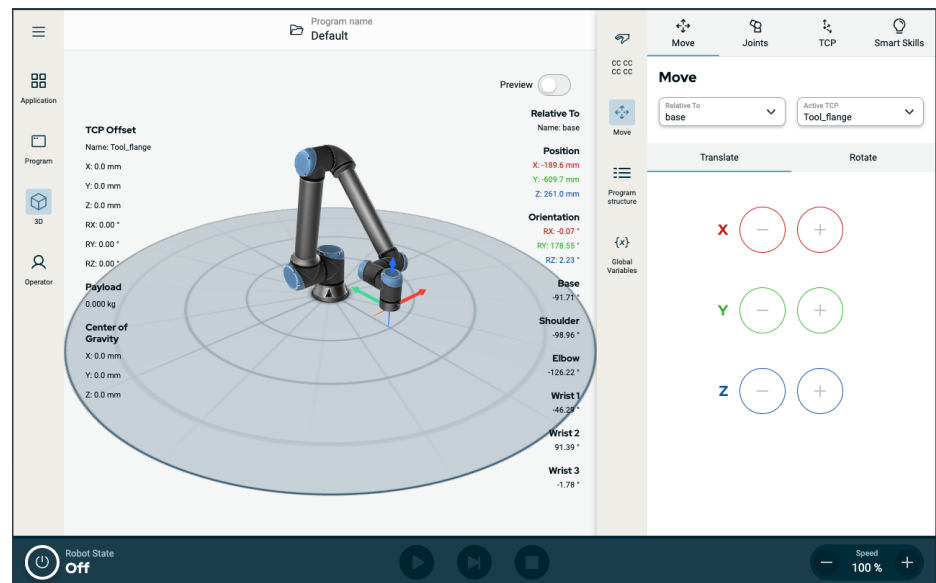 Program name
Default
Application
Program
3D
Operator
Preview
TCP Offset
Name: Tool_flange
X: 0.0 mm
Y: 0.0 mm
Z: 0.0 mm
RX: 0.00 °
RY: 0.00 °
RZ: 0.00 °
Payload
0.000 kg
Center of
Gravity
X: 0.0 mm
Y: 0.0 mm
Z: 0.0 mm
Relative To
Name: base
Position
X: -189.6 mm
Y: -609.7 mm
Z: 261.0 mm
Orientation
RX: -0.07 °
RY: 178.55 °
RZ: 2.23 °
Base
-91.71 °
Shoulder
-98.96 °
Elbow
-126.22 °
Wrist 1
-46.29 °
Wrist 2
91.39 °
Wrist 3
-1.78 °
CC CC
CC CC
Move
Program
structure
{x}
Global
Variables
Move
Joints
TCP
Smart Skills
Move
Relative To
base
Active TCP
Tool_flange
Translate
Rotate
X − +
Y − +
Z − +
Robot State
Off
Speed
− 100 % +